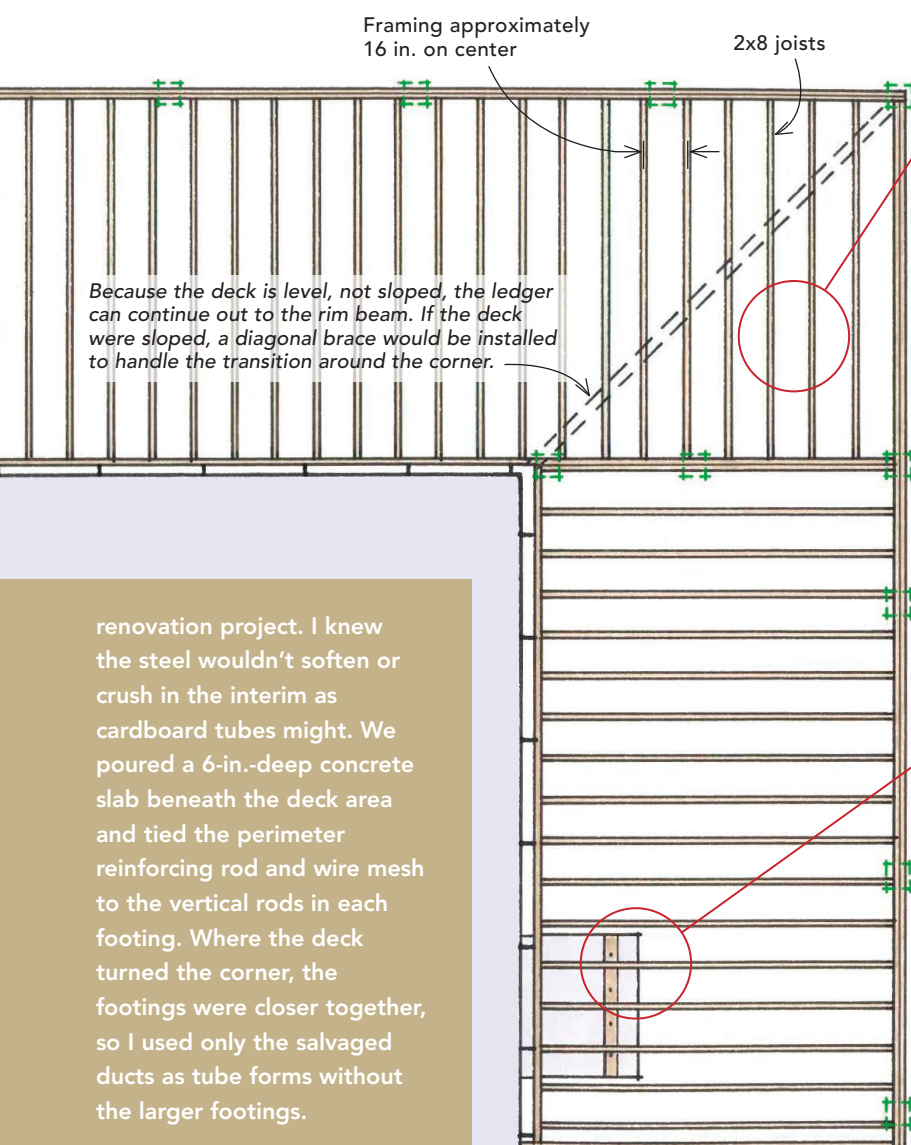 Framing approximately
16 in. on center
2x8 joists
Because the deck is level, not sloped, the ledger
can continue out to the rim beam. If the deck
were sloped, a diagonal brace would be installed
to handle the transition around the corner.
renovation project. I knew
the steel wouldn’t soften or
crush in the interim as
cardboard tubes might. We
poured a 6-in.-deep concrete
slab beneath the deck area
and tied the perimeter
reinforcing rod and wire mesh
to the vertical rods in each
footing. Where the deck
turned the corner, the
footings were closer together,
so I used only the salvaged
ducts as tube forms without
the larger footings.